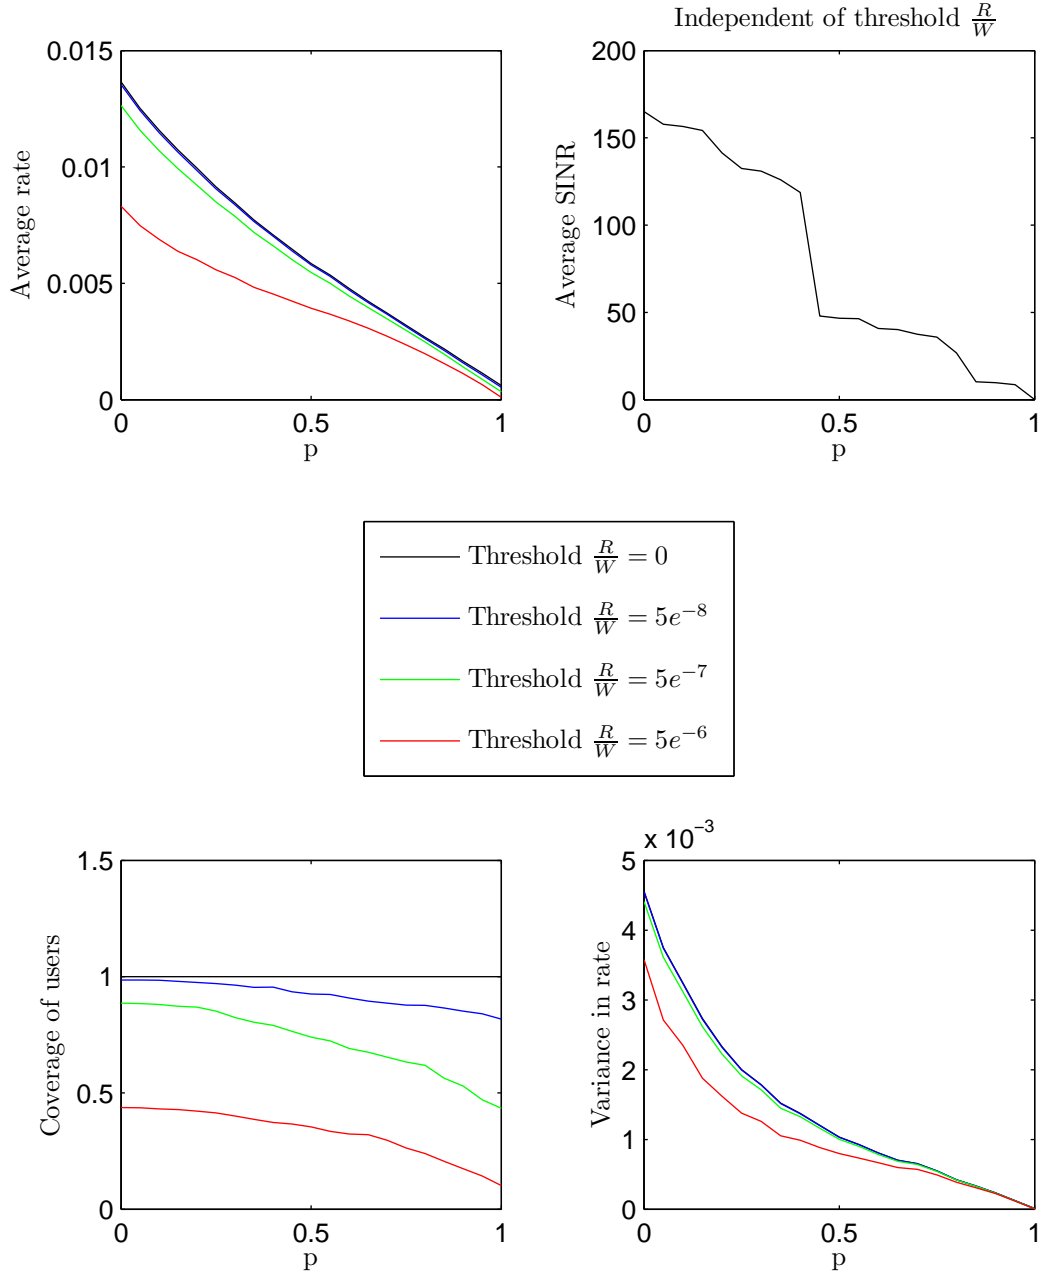 Independent of threshold R/W
0.015
0.01
0.005
0
0
0.5
1
p
Average rate
200
150
100
50
0
0
0.5
1
p
Average SINR
Threshold R/W = 0
Threshold R/W = 5e⁻⁸
Threshold R/W = 5e⁻⁷
Threshold R/W = 5e⁻⁶
1.5
1
0.5
0
0
0.5
1
p
Coverage of users
x 10⁻³
5
4
3
2
1
0
0
0.5
1
p
Variance in rate